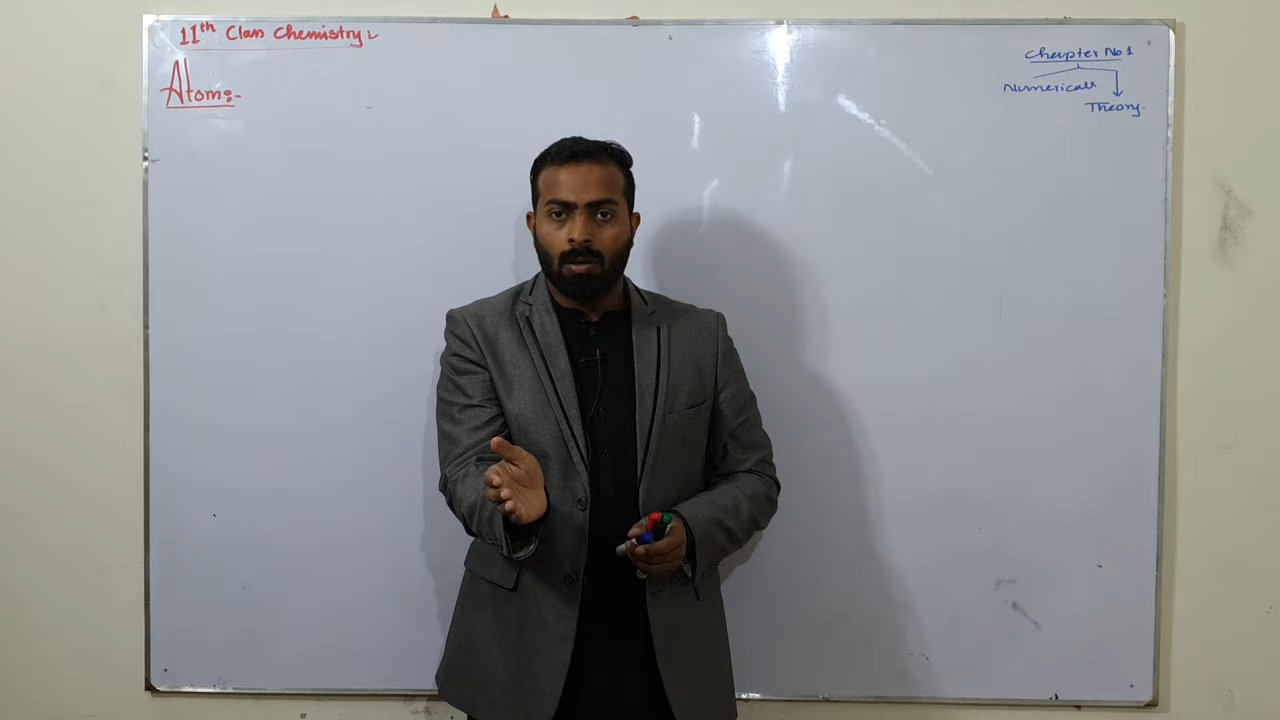 11th Class Chemistry
Atom:-
Chapter No 1
Numericals
Theory.